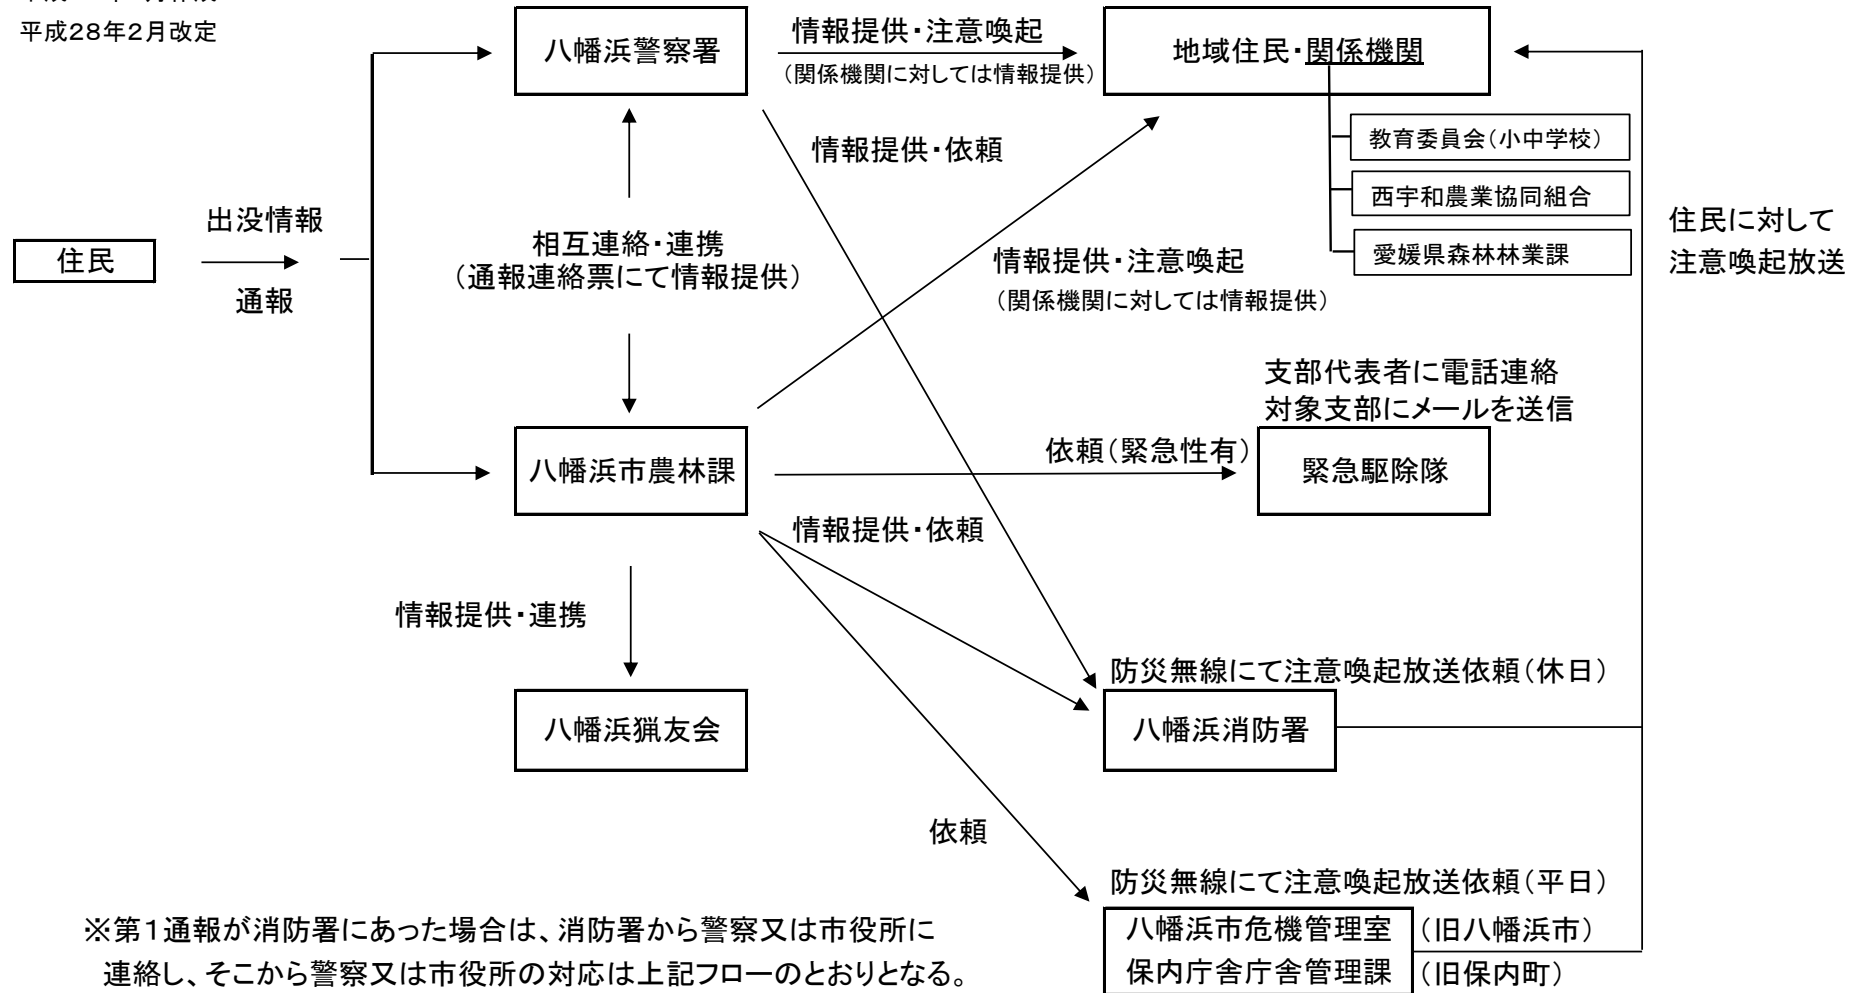 平成28年2月改定
八幡浜警察署
情報提供・注意喚起
（関係機関に対しては情報提供）
地域住民・関係機関
教育委員会（小中学校）
西宇和農業協同組合
愛媛県森林林業課
情報提供・依頼
出没情報
住民
通報
相互連絡・連携
（通報連絡票にて情報提供）
情報提供・注意喚起
（関係機関に対しては情報提供）
住民に対して
注意喚起放送
支部代表者に電話連絡
対象支部にメールを送信
八幡浜市農林課
依頼（緊急性有）
緊急駆除隊
情報提供・依頼
情報提供・連携
八幡浜猟友会
防災無線にて注意喚起放送依頼（休日）
八幡浜消防署
依頼
防災無線にて注意喚起放送依頼（平日）
八幡浜市危機管理室（旧八幡浜市）
保内庁舎庁舎管理課（旧保内町）
※第１通報が消防署にあった場合は、消防署から警察又は市役所に
連絡し、そこから警察又は市役所の対応は上記フローのとおりとなる。